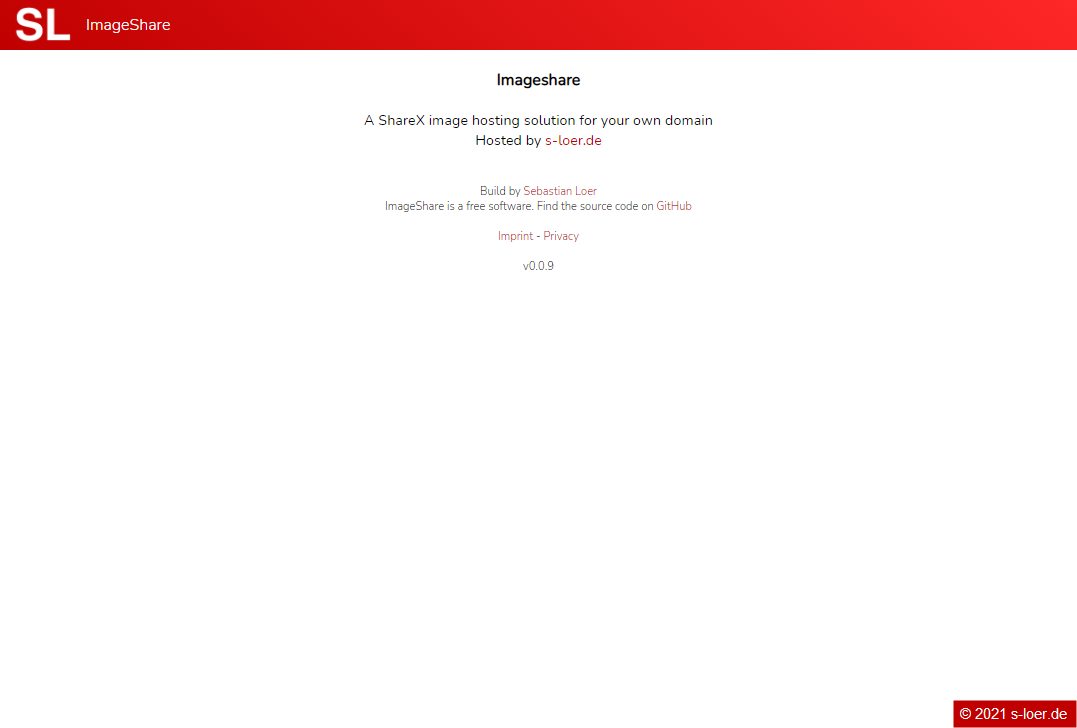 SL ImageShare
Imageshare
A ShareX image hosting solution for your own domain
Hosted by s-loer.de
Build by Sebastian Loer
ImageShare is a free software. Find the source code on GitHub
Imprint - Privacy
v0.0.9
© 2021 s-loer.de